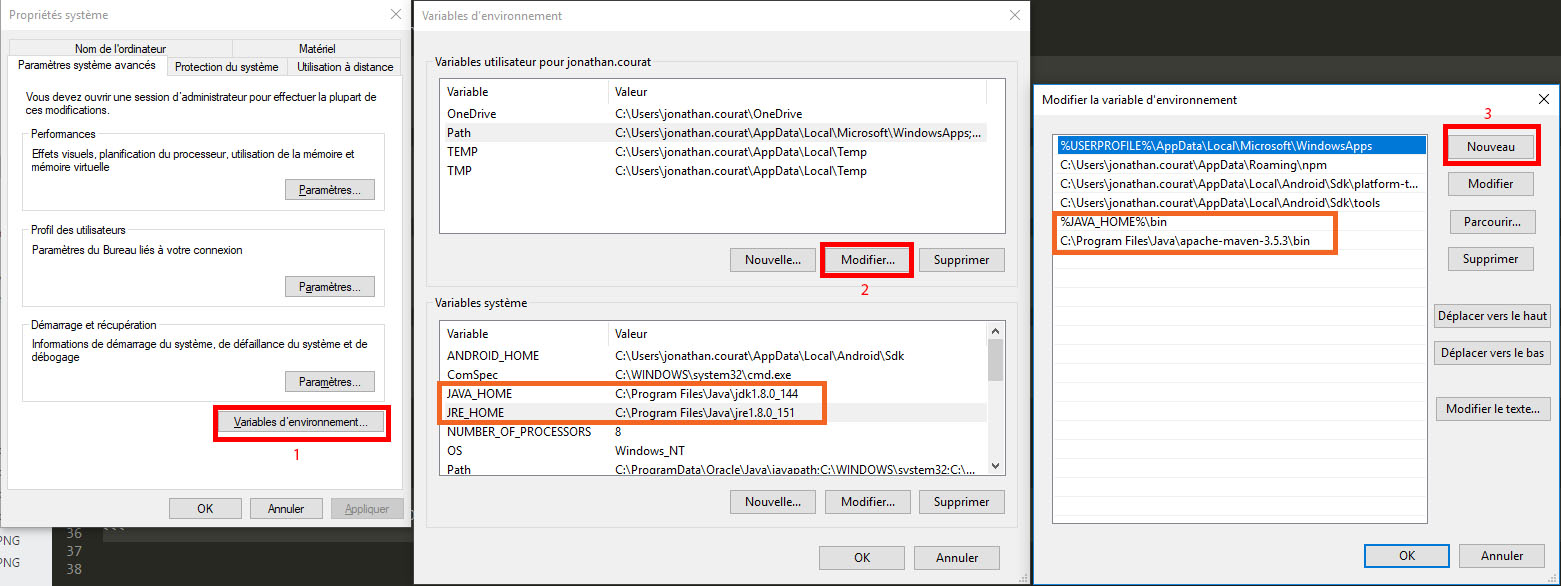 Propriétés système
Nom de l'ordinateur
Matériel
Paramètres système avancés
Protection du système
Utilisation à distance
Vous devez ouvrir une session d'administrateur pour effectuer la plupart de
ces modifications.
Performances
Effets visuels, planification du processeur, utilisation de la mémoire et
mémoire virtuelle
Paramètres...
Profil des utilisateurs
Paramètres du Bureau liés à votre connexion
Paramètres...
Démarrage et récupération
Informations de démarrage du système, de défaillance du système et de
débogage
Paramètres...
Variables d'environnement...
1
OK
Annuler
Appliquer
PNG
PNG
36
37
38
Variables d'environnement
Variables utilisateur pour jonathan.courat
Variable Valeur
OneDrive C:\Users\jonathan.courat\OneDrive
Path C:\Users\jonathan.courat\AppData\Local\Microsoft\WindowsApps;...
TEMP C:\Users\jonathan.courat\AppData\Local\Temp
TMP C:\Users\jonathan.courat\AppData\Local\Temp
Nouvelle...
Modifier...
Supprimer
2
Variables système
Variable Valeur
ANDROID_HOME C:\Users\jonathan.courat\AppData\Local\Android\Sdk
ComSpec C:\WINDOWS\system32\cmd.exe
JAVA_HOME C:\Program Files\Java\jdk1.8.0_144
JRE_HOME C:\Program Files\Java\jre1.8.0_151
NUMBER_OF_PROCESSORS 8
OS Windows_NT
Path C:\ProgramData\Oracle\Java\javapath;C:\WINDOWS\system32;C:\...
Nouvelle...
Modifier...
Supprimer
OK
Annuler
Modifier la variable d'environnement
3
%USERPROFILE%\AppData\Local\Microsoft\WindowsApps
C:\Users\jonathan.courat\AppData\Roaming\npm
C:\Users\jonathan.courat\AppData\Local\Android\Sdk\platform-t...
C:\Users\jonathan.courat\AppData\Local\Android\Sdk\tools
%JAVA_HOME%\bin
C:\Program Files\Java\apache-maven-3.5.3\bin
Nouveau
Modifier
Parcourir...
Supprimer
Déplacer vers le haut
Déplacer vers le bas
Modifier le texte...
OK
Annuler